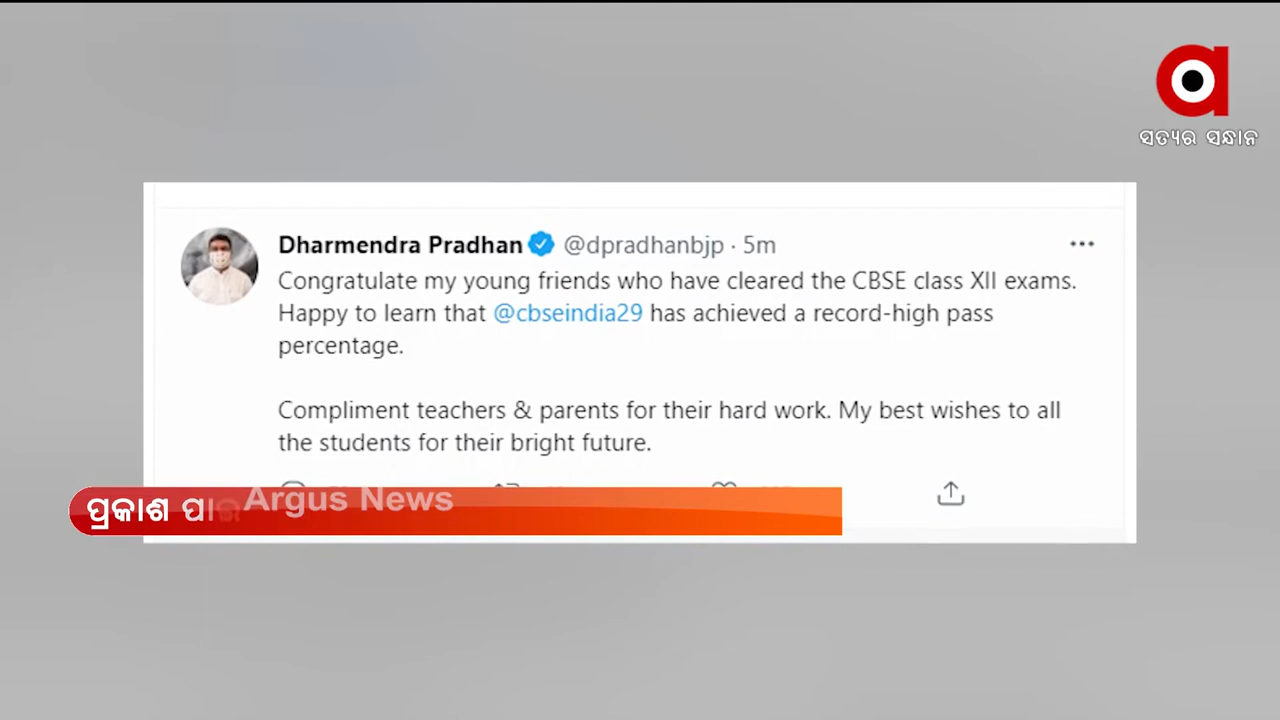 ସତ୍ୟର ସନ୍ଧାନ
Dharmendra Pradhan @dpradhanbjp · 5m
Congratulate my young friends who have cleared the CBSE class XII exams.
Happy to learn that @cbseindia29 has achieved a record-high pass
percentage.
Compliment teachers & parents for their hard work. My best wishes to all
the students for their bright future.
Argus News
ପ୍ରକାଶ